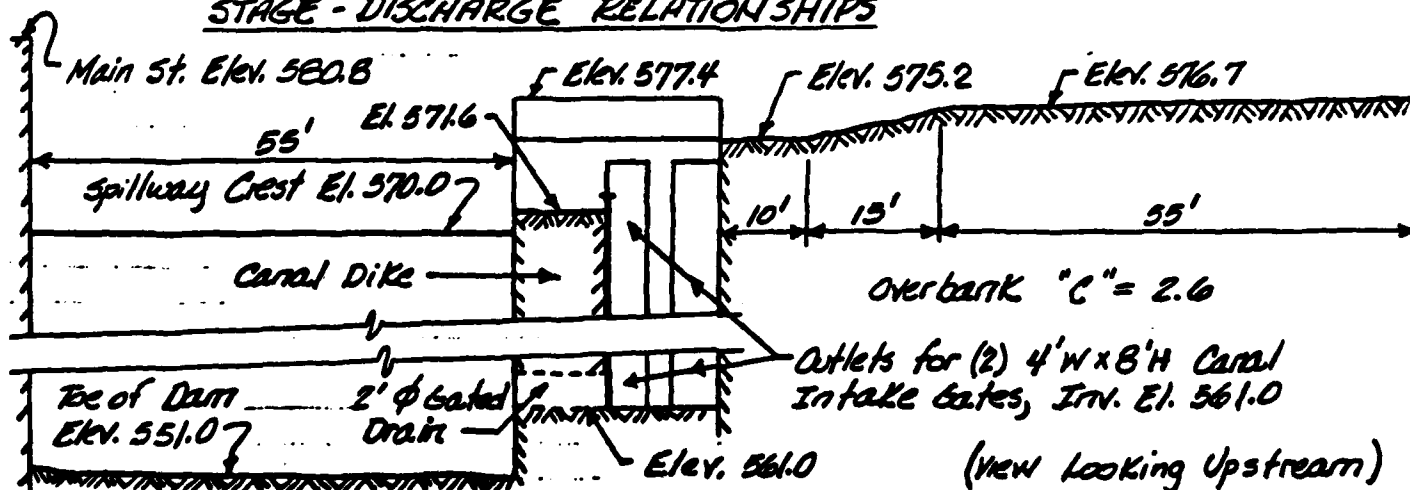 STAGE - DISCHARGE RELATIONSHIPS
Main St. Elev. 580.8
Elev. 577.4
Elev. 575.2
Elev. 576.7
El. 571.6
55'
Spillway Crest El. 570.0
10'
15'
55'
Canal Dike
Overbank "C" = 2.6
Outlets for (2) 4'W x 8'H Canal
Intake Gates, Inv. El. 561.0
Toe of Dam
Elev. 551.0
2' φ Gated
Drain
Elev. 561.0
(View Looking Upstream)